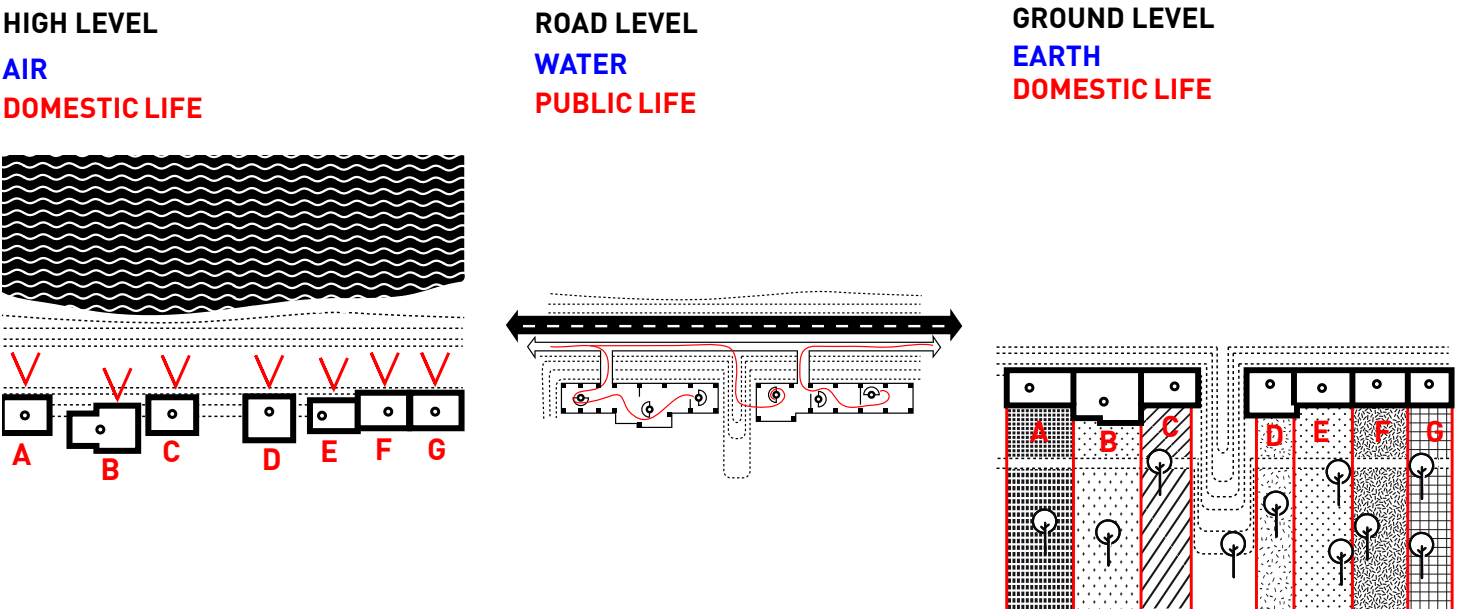 HIGH LEVEL
AIR
DOMESTIC LIFE
A
B
C
D
E
F
G
ROAD LEVEL
WATER
PUBLIC LIFE
GROUND LEVEL
EARTH
DOMESTIC LIFE
A
B
C
D
E
F
G